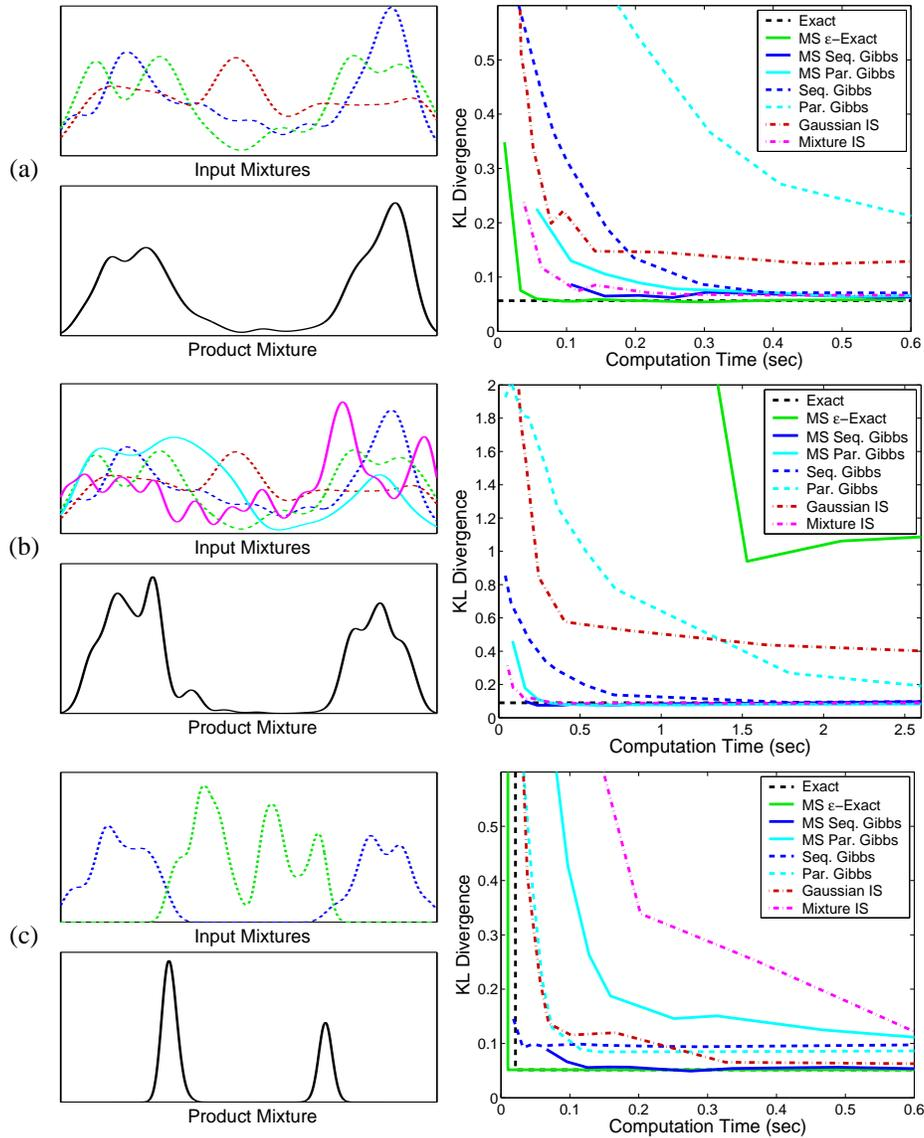 (a)
Input Mixtures
Product Mixture
KL Divergence
0.5
0.4
0.3
0.2
0.1
0
0 0.1 0.2 0.3 0.4 0.5 0.6
Computation Time (sec)
Exact
MS ε−Exact
MS Seq. Gibbs
MS Par. Gibbs
Seq. Gibbs
Par. Gibbs
Gaussian IS
Mixture IS
(b)
Input Mixtures
Product Mixture
KL Divergence
2
1.8
1.6
1.4
1.2
1
0.8
0.6
0.4
0.2
0
0 0.5 1 1.5 2 2.5
Computation Time (sec)
Exact
MS ε−Exact
MS Seq. Gibbs
MS Par. Gibbs
Seq. Gibbs
Par. Gibbs
Gaussian IS
Mixture IS
(c)
Input Mixtures
Product Mixture
KL Divergence
0.5
0.4
0.3
0.2
0.1
0
0 0.1 0.2 0.3 0.4 0.5 0.6
Computation Time (sec)
Exact
MS ε−Exact
MS Seq. Gibbs
MS Par. Gibbs
Seq. Gibbs
Par. Gibbs
Gaussian IS
Mixture IS